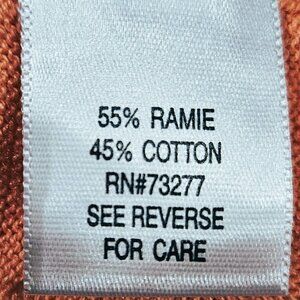 55% RAMIE
45% COTTON
RN#73277
SEE REVERSE
FOR CARE